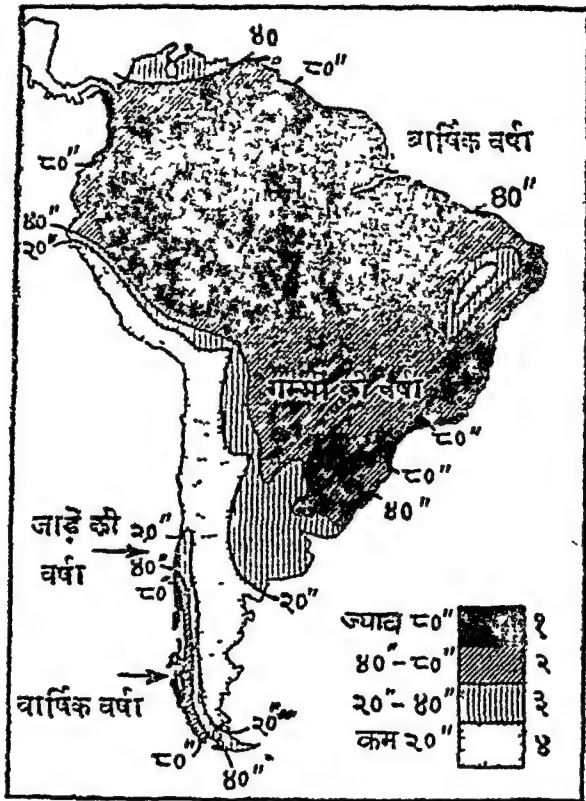 ४०
८०"
वार्षिक वर्षा
८०"
80"
४०"
२०"
गर्म्मी की वर्षा
८०"
८०"
४०"
जाड़े की
वर्षा
२०"
४०"
८०"
२०"
वार्षिक वर्षा
२०"
८०"
४०"
ज्यादा ८०" १
४०"-८०" २
२०"-४०" ३
कम २०" ४